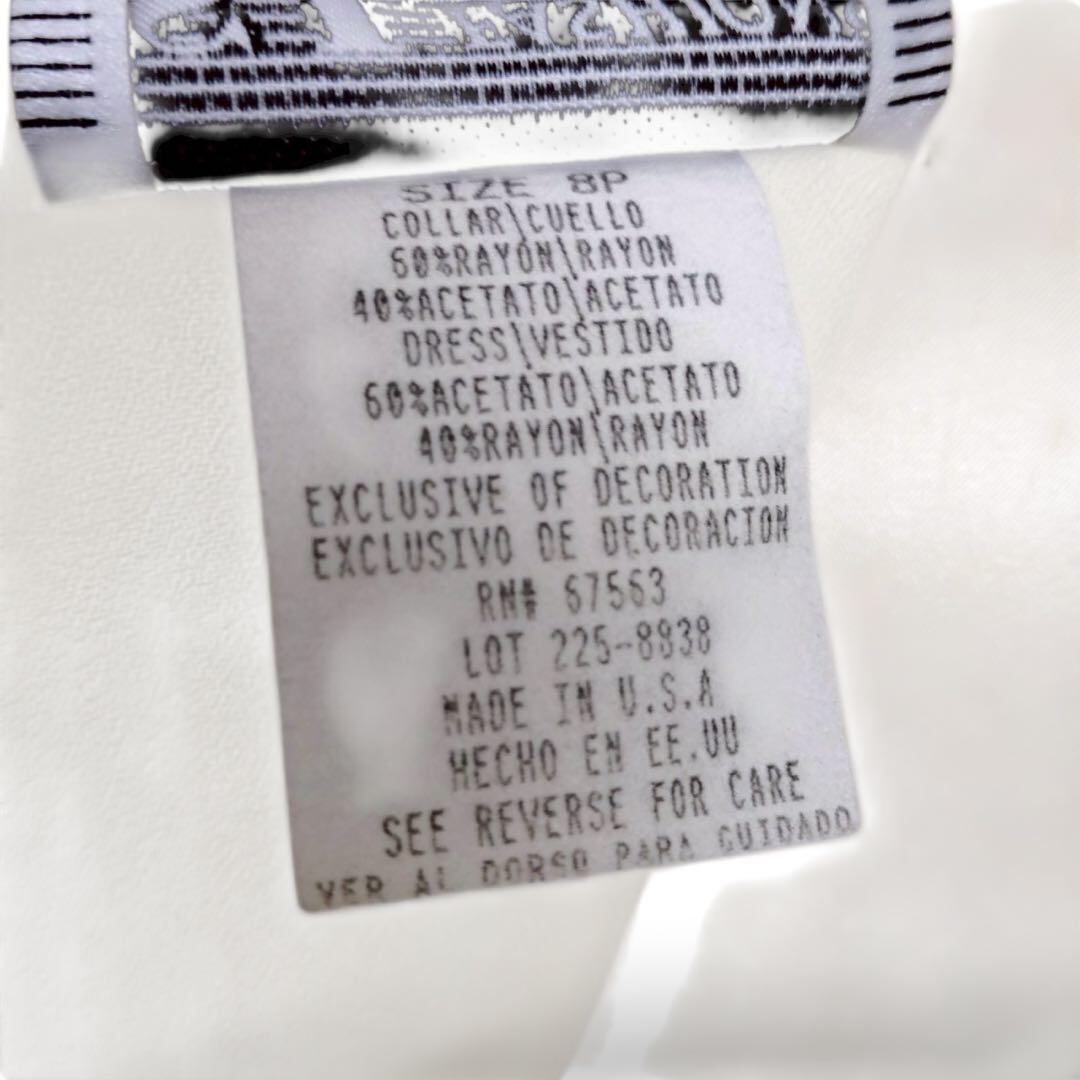 SIZE 8P
COLLAR\CUELLO
60%RAYON\RAYON
40%ACETATO\ACETATO
DRESS\VESTIDO
60%ACETATO\ACETATO
40%RAYON\RAYON
EXCLUSIVE OF DECORATION
EXCLUSIVO DE DECORACION
RN# 67563
LOT 225-8838
MADE IN U.S.A
HECHO EN EE.UU
SEE REVERSE FOR CARE
VER AL DORSO PARA CUIDADO